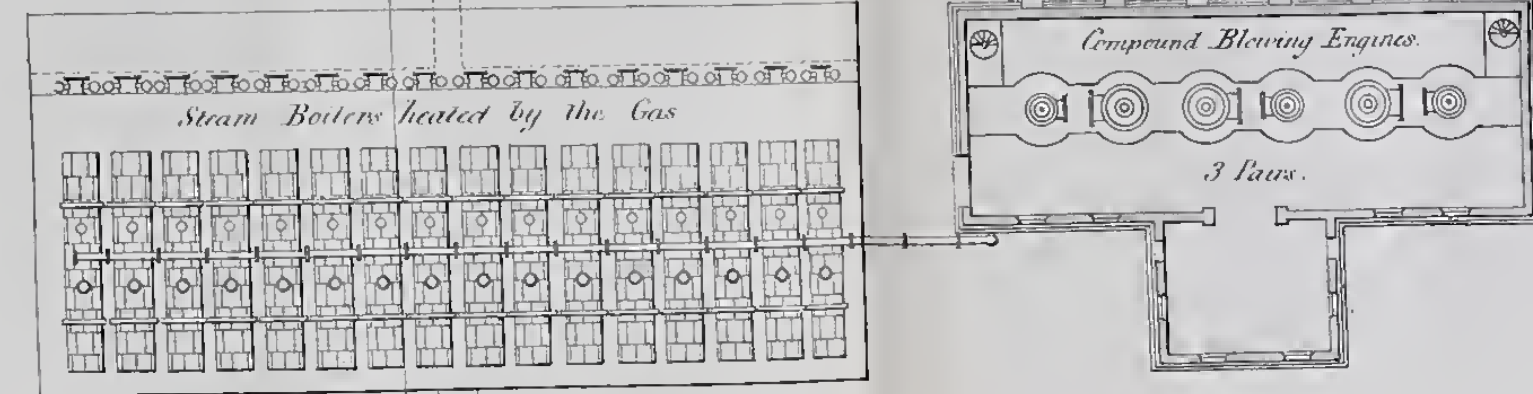 Steam Boilers heated by the Gas
Compound Blowing Engines.
3 Pairs.